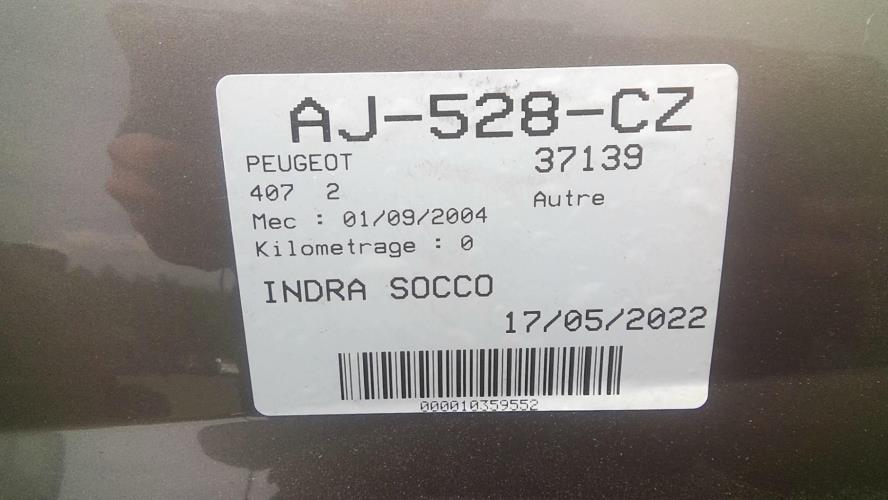 AJ-528-CZ
PEUGEOT 37139
407 2 Autre
Mec : 01/09/2004
Kilometrage : 0
INDRA SOCCO
17/05/2022
000010359552